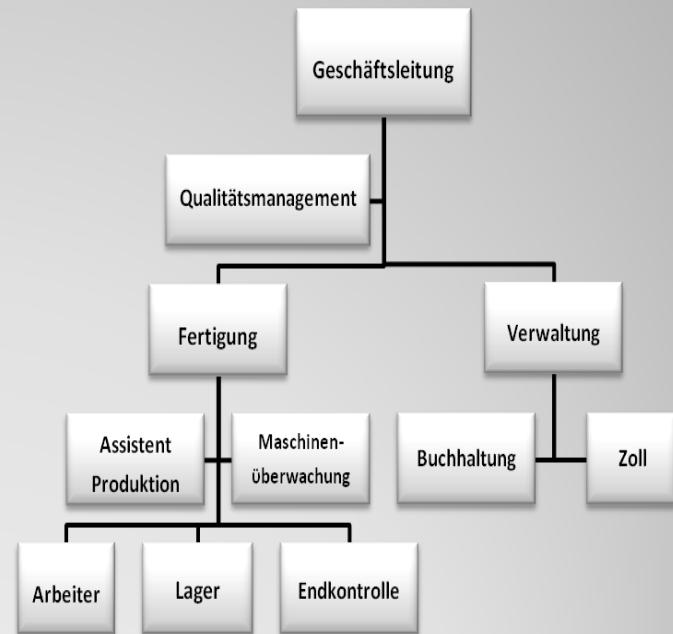 Geschäftsleitung
Qualitätsmanagement
Fertigung
Verwaltung
Assistent
Produktion
Maschinen-
überwachung
Buchhaltung
Zoll
Arbeiter
Lager
Endkontrolle